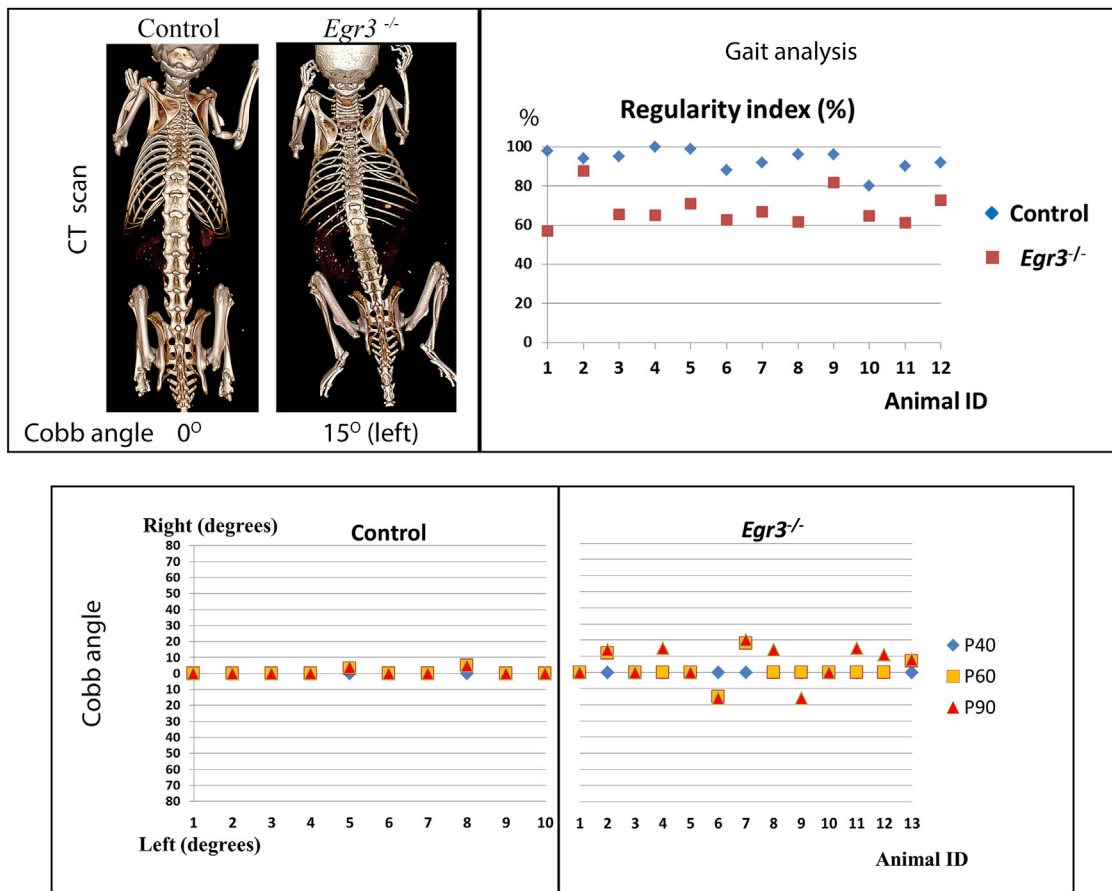 Control
Egr3 -/-
CT scan
Cobb angle 0O
15O (left)
Gait analysis
Regularity index (%)
%
100
80
60
40
20
0
1 2 3 4 5 6 7 8 9 10 11 12
Animal ID
Control
Egr3-/-
Right (degrees)
Control
Cobb angle
80
70
60
50
40
30
20
10
0
10
20
30
40
50
60
70
80
1 2 3 4 5 6 7 8 9 10
Left (degrees)
Egr3-/-
1 2 3 4 5 6 7 8 9 10 11 12 13
Animal ID
P40
P60
P90